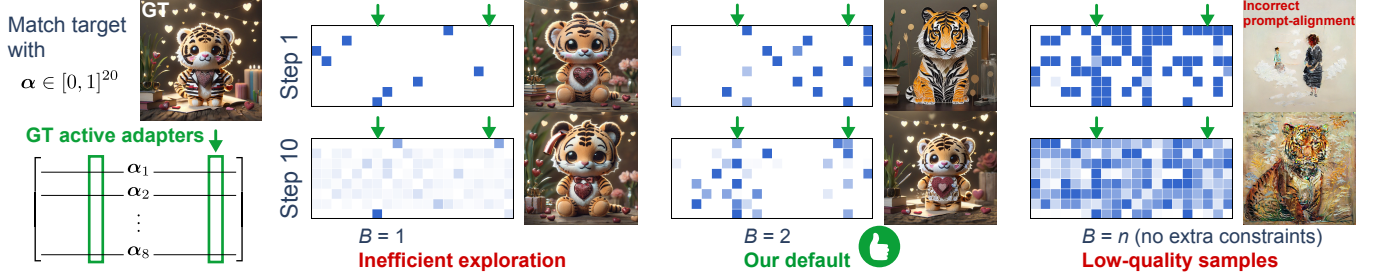 Match target
with
α ∈ [0, 1]^20
GT
GT active adapters
α1
α2
⋮
α8
Step 1
Step 10
B = 1
Inefficient exploration
B = 2
Our default
Incorrect
prompt-alignment
B = n (no extra constraints)
Low-quality samples